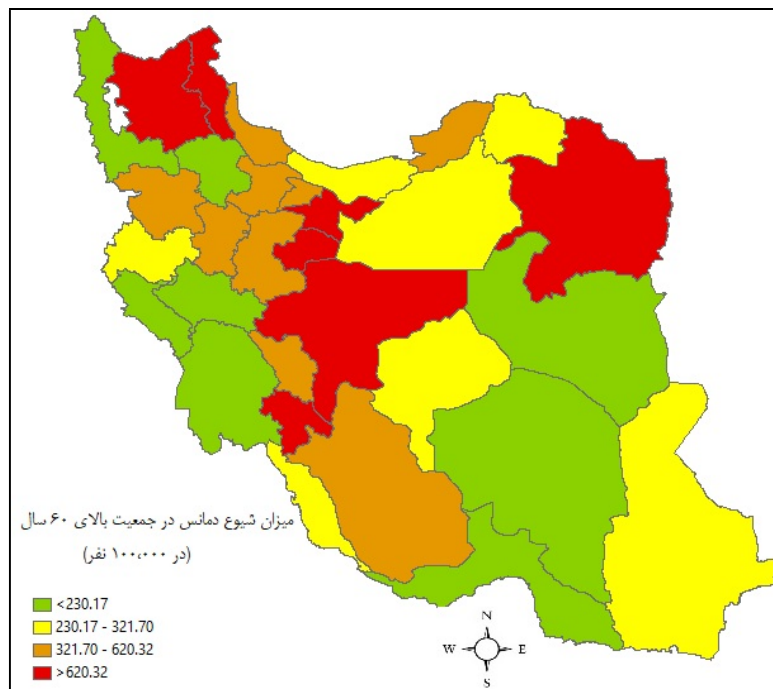 میزان شیوع دمانس در جمعیت بالای ۶۰ سال
(در ۱۰۰،۰۰۰ نفر)
<230.17
230.17 - 321.70
321.70 - 620.32
>620.32
N
W E
S